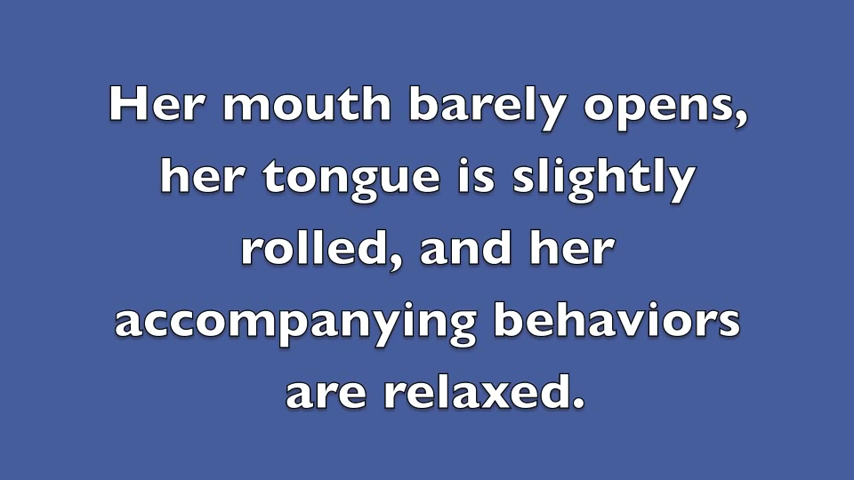 Her mouth barely opens,
her tongue is slightly
rolled, and her
accompanying behaviors
are relaxed.